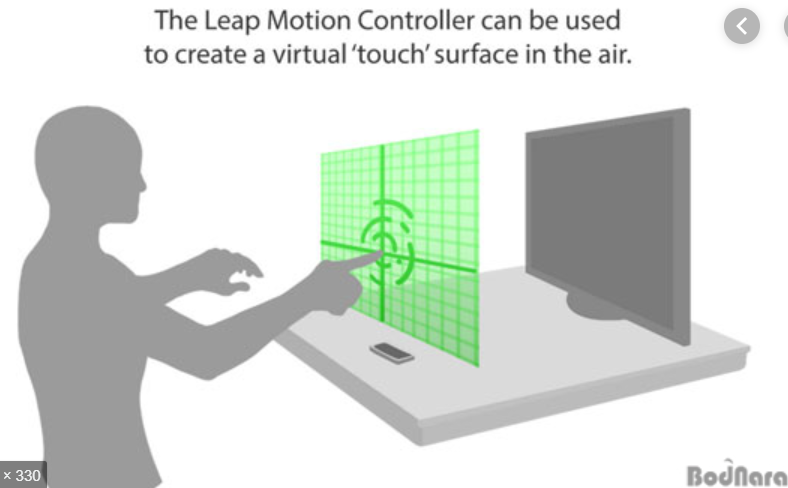 The Leap Motion Controller can be used
to create a virtual 'touch' surface in the air.
× 330
BodNara